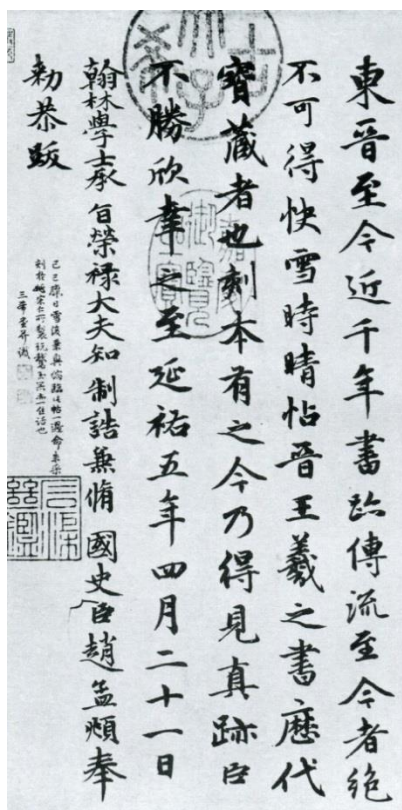 東晉至今近千年書跡傳流至今者絕
不可得快雪時晴帖晉王羲之書歷代
寶藏者也刻本有之今乃得見真跡臣
不勝欣幸之至延祐五年四月二十一日
翰林學士承旨榮祿大夫知制誥兼脩國史臣趙孟頫奉
勑恭跋